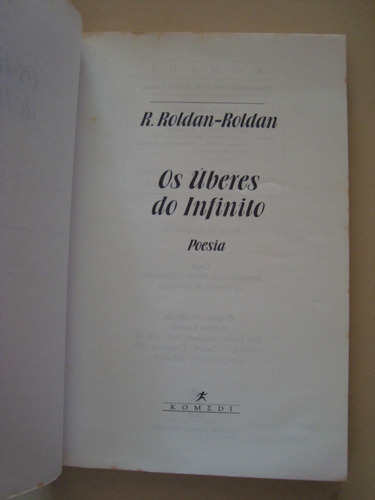 R. Roldan-Roldan
Os Úberes
do Infinito
Poesia
KOMEDI